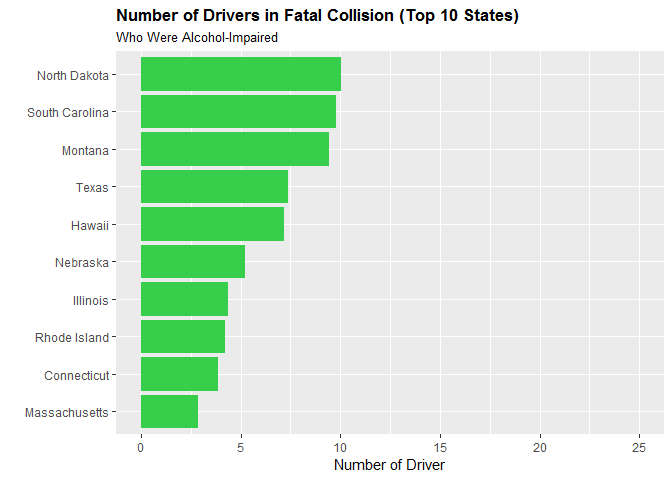 Number of Drivers in Fatal Collision (Top 10 States)
Who Were Alcohol-Impaired
North Dakota
South Carolina
Montana
Texas
Hawaii
Nebraska
Illinois
Rhode Island
Connecticut
Massachusetts
0 5 10 15 20 25
Number of Driver